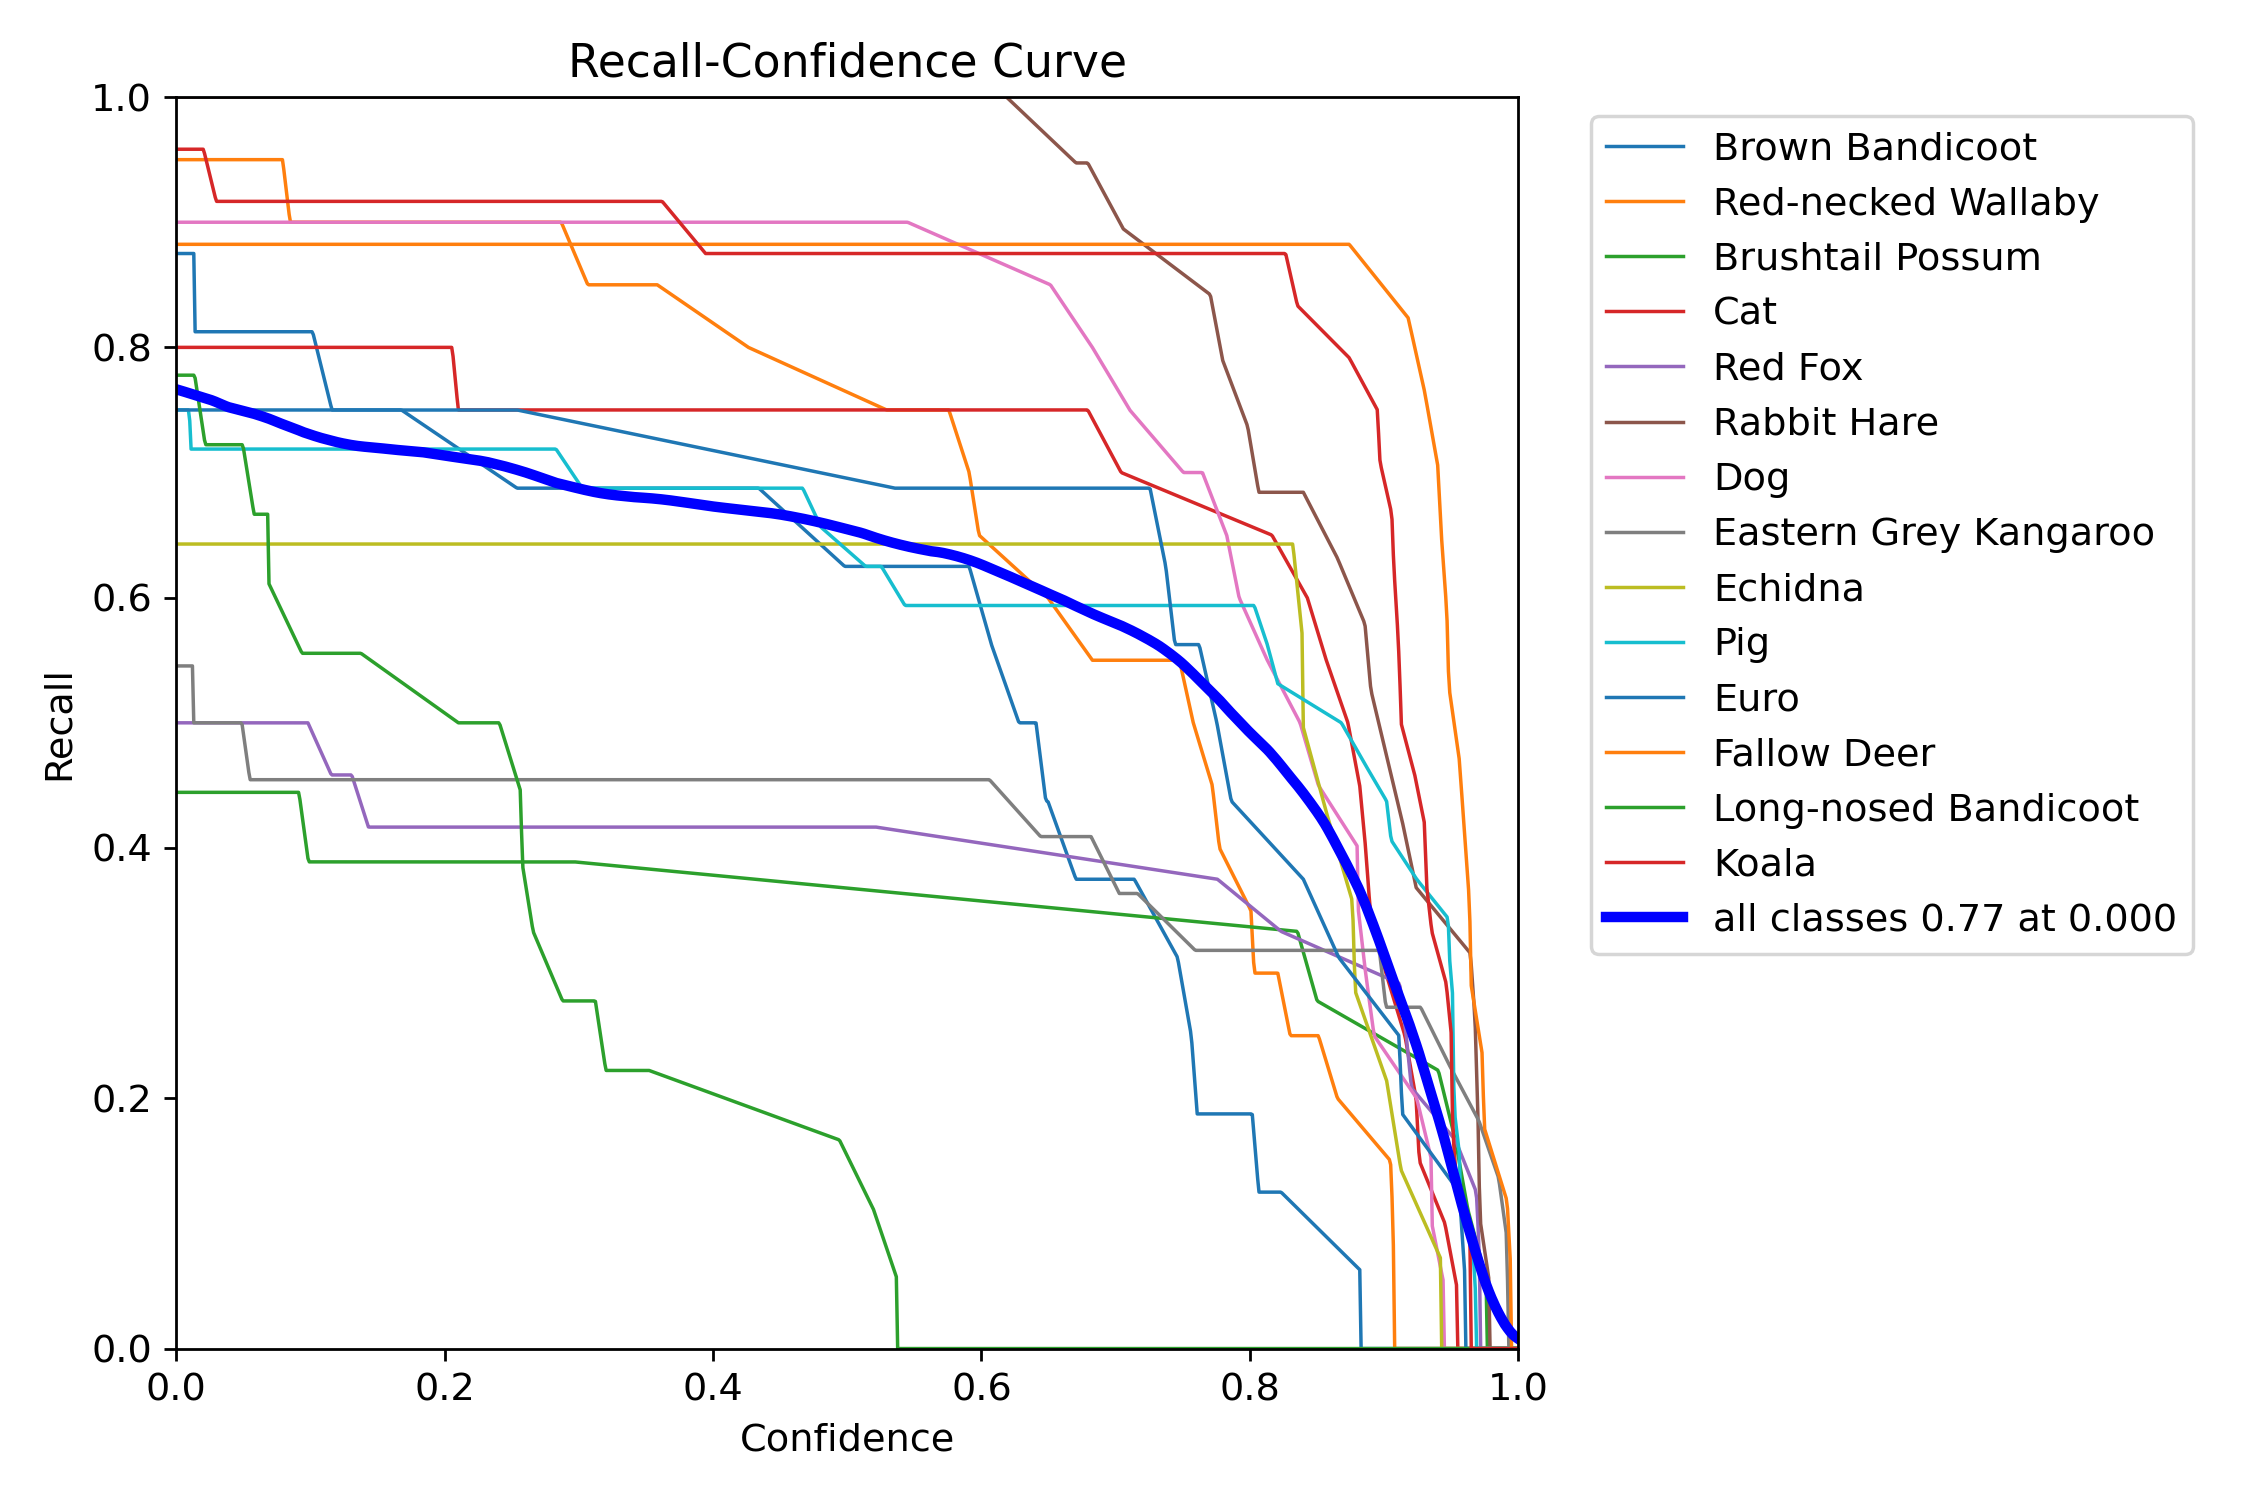 Recall-Confidence Curve
1.0
0.8
0.6
0.4
0.2
0.0
Recall
0.0 0.2 0.4 0.6 0.8 1.0
Confidence
Brown Bandicoot
Red-necked Wallaby
Brushtail Possum
Cat
Red Fox
Rabbit Hare
Dog
Eastern Grey Kangaroo
Echidna
Pig
Euro
Fallow Deer
Long-nosed Bandicoot
Koala
all classes 0.77 at 0.000